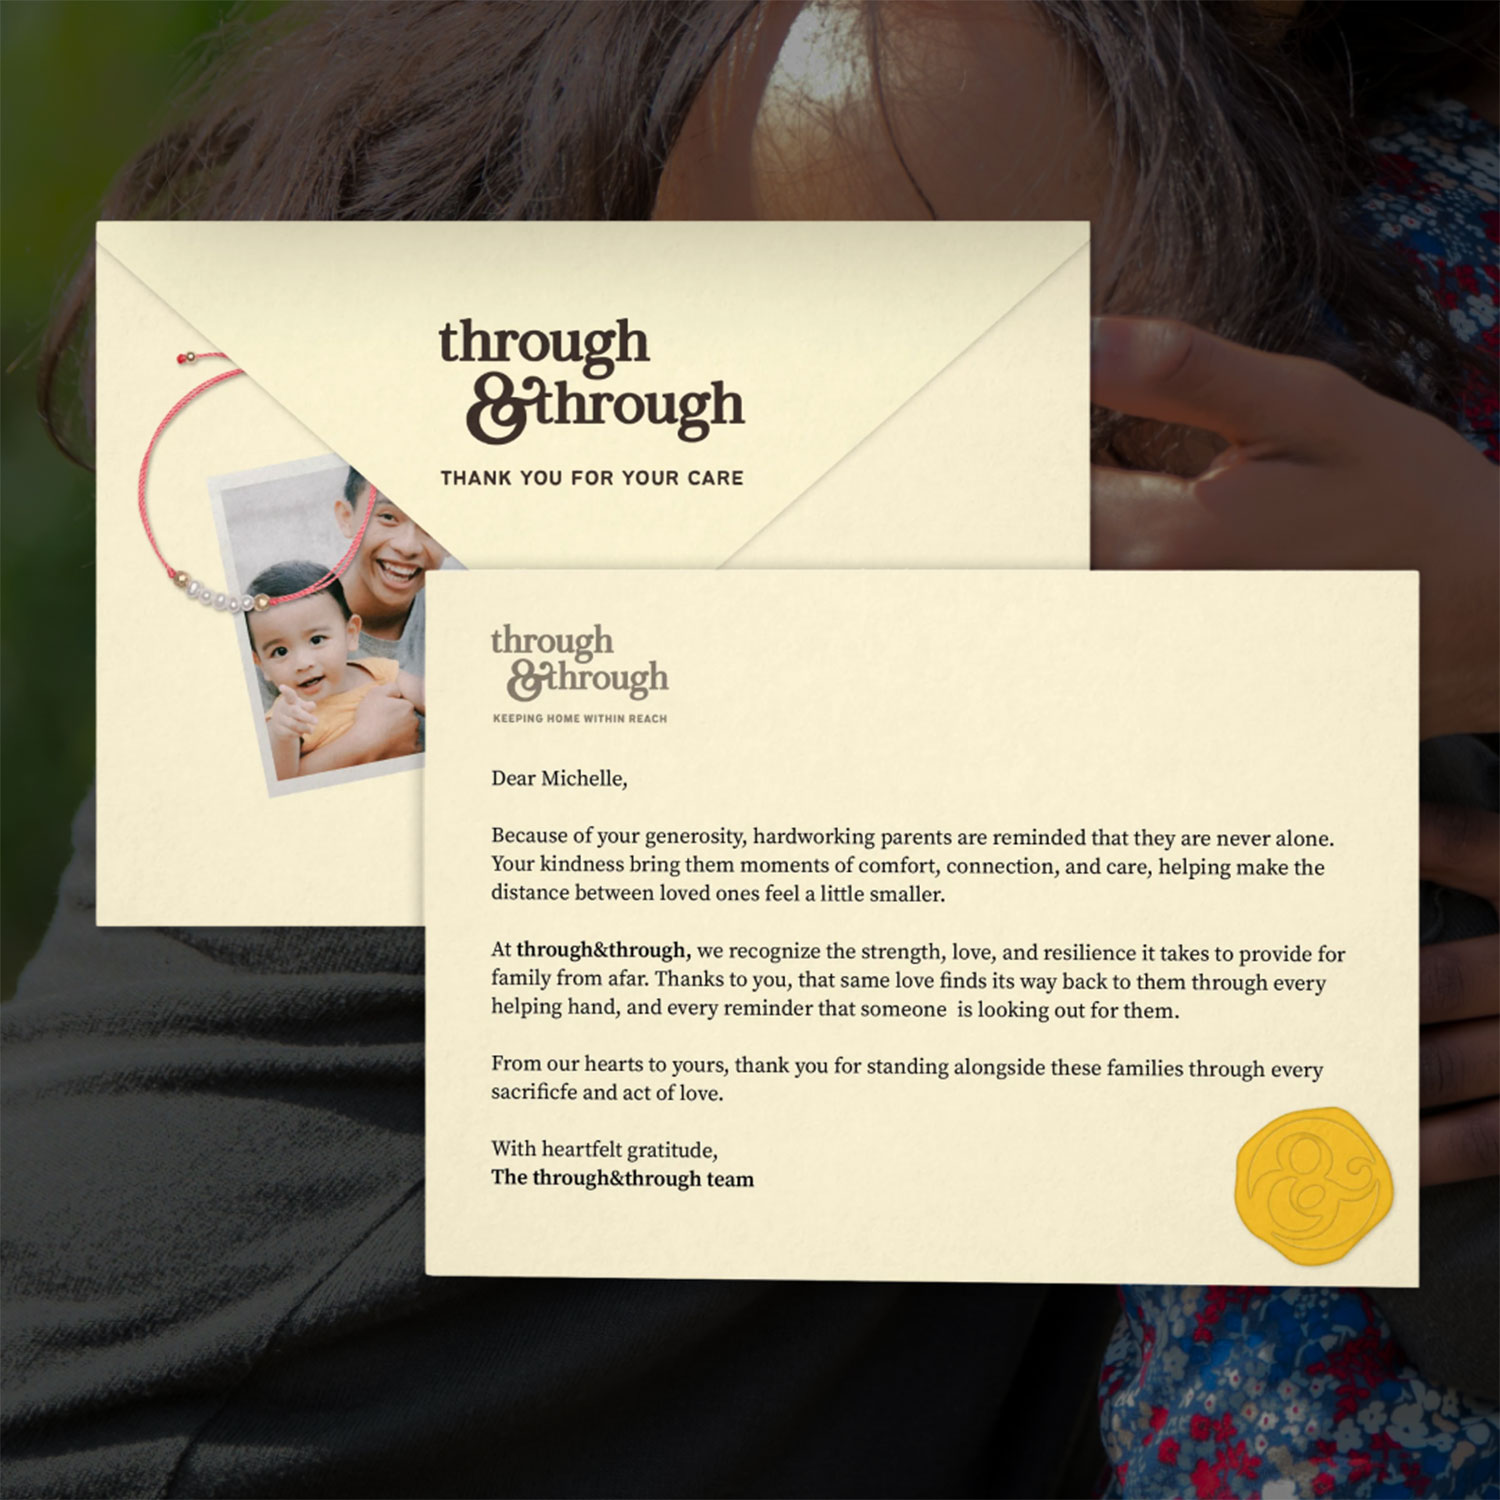 through
&through
THANK YOU FOR YOUR CARE
through
&through
KEEPING HOME WITHIN REACH
Dear Michelle,
Because of your generosity, hardworking parents are reminded that they are never alone.
Your kindness bring them moments of comfort, connection, and care, helping make the
distance between loved ones feel a little smaller.
At through&through, we recognize the strength, love, and resilience it takes to provide for
family from afar. Thanks to you, that same love finds its way back to them through every
helping hand, and every reminder that someone  is looking out for them.
From our hearts to yours, thank you for standing alongside these families through every
sacrificfe and act of love.
With heartfelt gratitude,
The through&through team
&